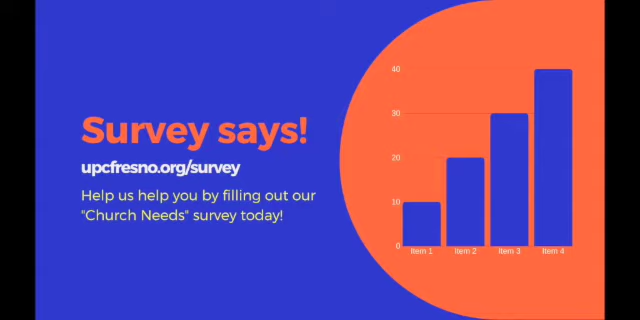 Survey says!
upcfresno.org/survey
Help us help you by filling out our
"Church Needs" survey today!
40
30
20
10
0
Item 1 Item 2 Item 3 Item 4